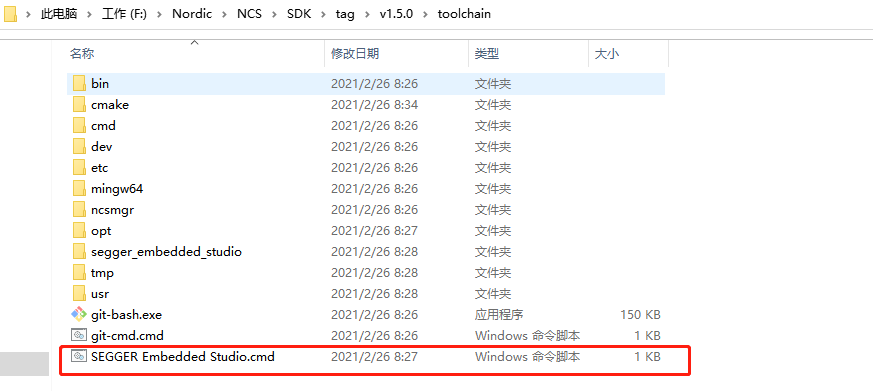 此电脑 > 工作 (F:) > Nordic > NCS > SDK > tag > v1.5.0 > toolchain
名称 修改日期 类型 大小
bin 2021/2/26 8:26 文件夹
cmake 2021/2/26 8:34 文件夹
cmd 2021/2/26 8:26 文件夹
dev 2021/2/26 8:26 文件夹
etc 2021/2/26 8:26 文件夹
mingw64 2021/2/26 8:26 文件夹
ncsmgr 2021/2/26 8:26 文件夹
opt 2021/2/26 8:27 文件夹
segger_embedded_studio 2021/2/26 8:28 文件夹
tmp 2021/2/26 8:28 文件夹
usr 2021/2/26 8:28 文件夹
git-bash.exe 2021/2/26 8:26 应用程序 150 KB
git-cmd.cmd 2021/2/26 8:26 Windows 命令脚本 1 KB
SEGGER Embedded Studio.cmd 2021/2/26 8:27 Windows 命令脚本 1 KB